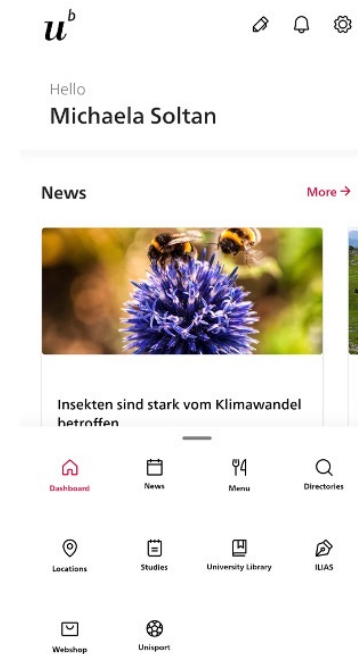 u^b
Hello
Michaela Soltan
News
More →
Insekten sind stark vom Klimawandel
betroffen
Dashboard
News
Menu
Directories
Locations
Studies
University Library
ILIAS
Webshop
Unisport